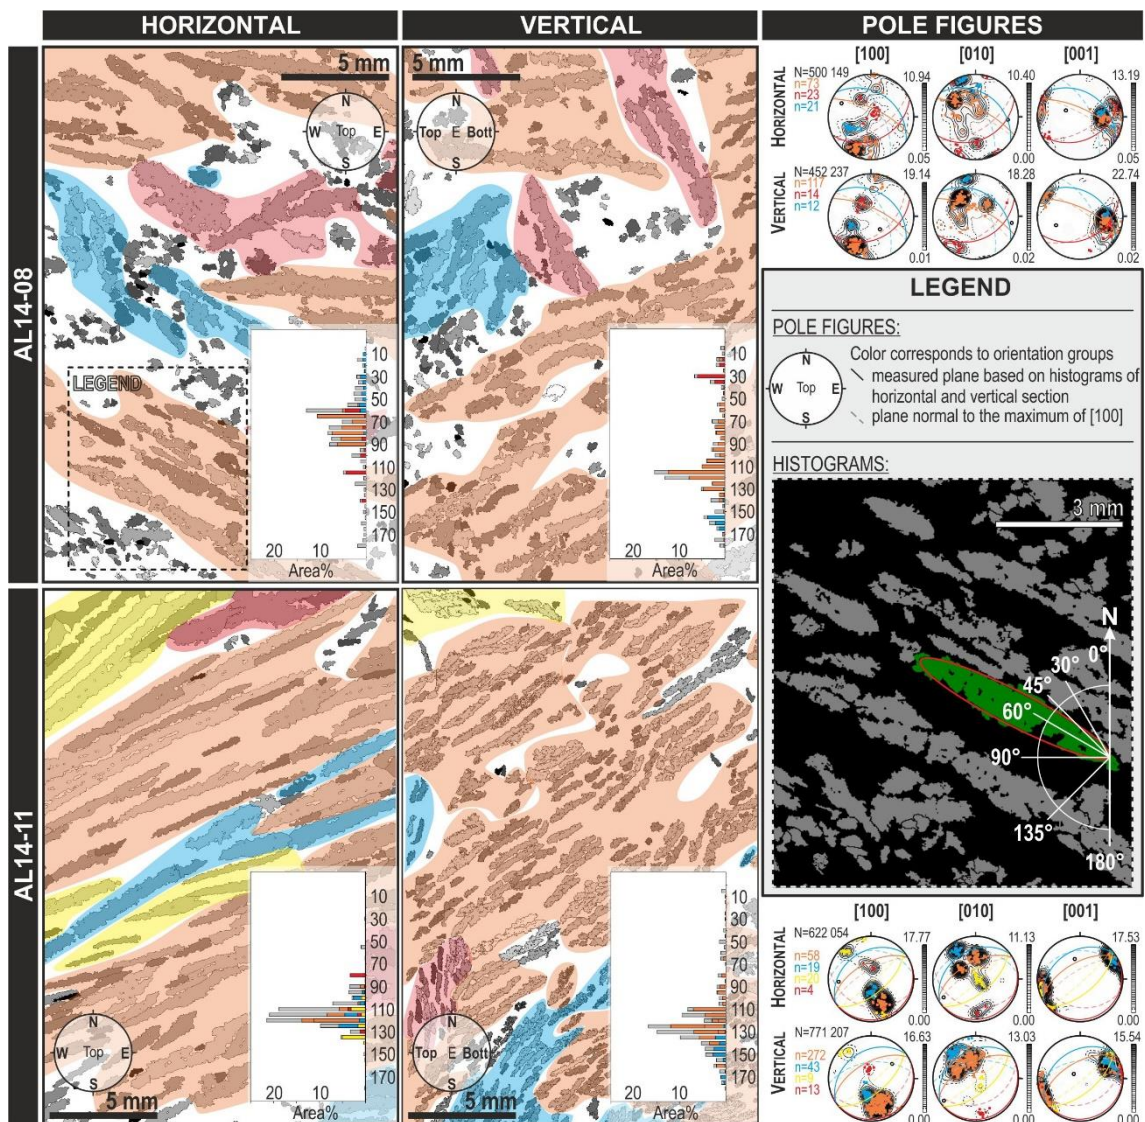 HORIZONTAL
VERTICAL
POLE FIGURES
AL14-08
5 mm
N
W Top E
S
LEGEND
10
30
50
70
90
110
130
150
170
20 10
Area%
5 mm
N
Top E Bott
S
10
30
50
70
90
110
130
150
170
20 10
Area%
[100] [010] [001]
HORIZONTAL
N=500 149
n=73
n=23
n=21
10.94 10.40 13.19
0.05 0.00 0.05
VERTICAL
N=452 237
n=117
n=14
n=12
19.14 18.28 22.74
0.01 0.02 0.02
LEGEND
POLE FIGURES:
N
W Top E
S
Color corresponds to orientation groups
measured plane based on histograms of
horizontal and vertical section
plane normal to the maximum of [100]
HISTOGRAMS:
3 mm
N
0°
30°
45°
60°
90°
135°
180°
AL14-11
10
30
50
70
90
110
130
150
170
20 10
Area%
N
W Top E
S
5 mm
10
30
50
70
90
110
130
150
170
20 10
Area%
N
Top E Bott
S
5 mm
[100] [010] [001]
HORIZONTAL
N=622 054
n=58
n=19
n=20
n=4
17.77 11.13 17.53
0.00 0.00 0.00
VERTICAL
N=771 207
n=272
n=43
n=9
n=13
16.63 13.03 15.54
0.00 0.00 0.00